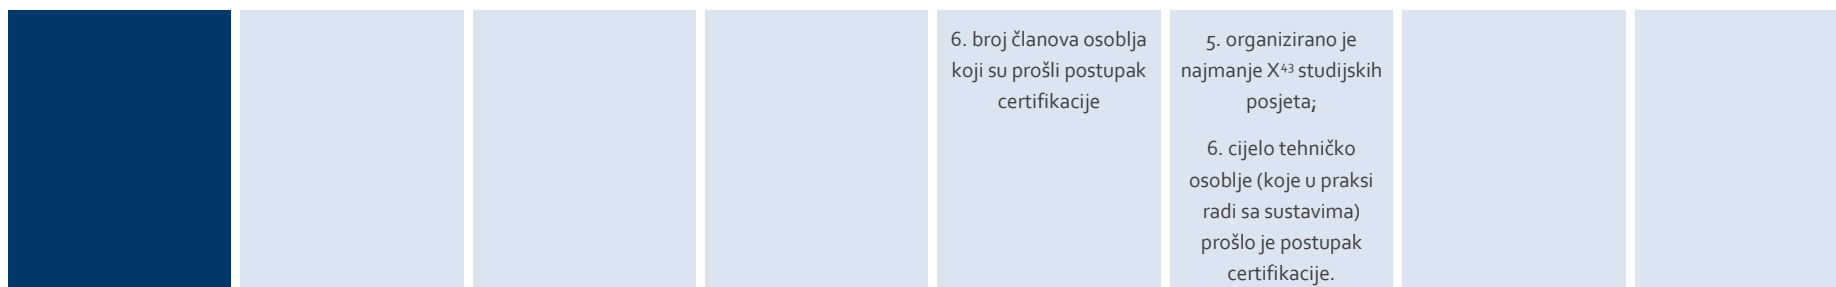 6. broj članova osoblja
koji su prošli postupak
certifikacije
5. organizirano je
najmanje X⁴³ studijskih
posjeta;
6. cijelo tehničko
osoblje (koje u praksi
radi sa sustavima)
prošlo je postupak
certifikacije.